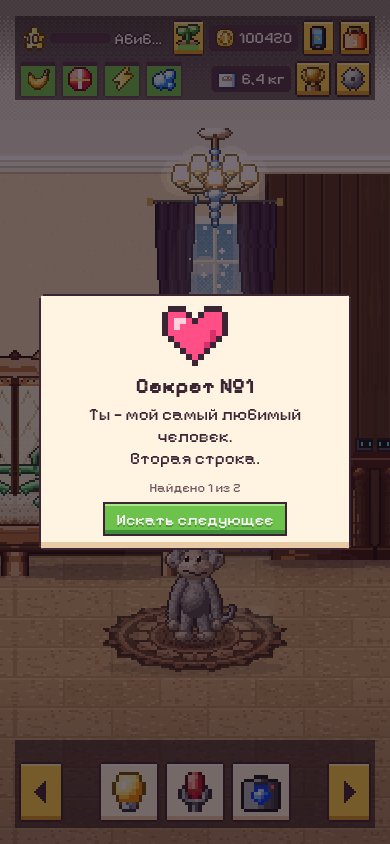 Абиб...
100420
6,4 кг
Секрет №1
Ты - мой самый любимый
человек.
Вторая строка.
Найдено 1 из 2
Искать следующее